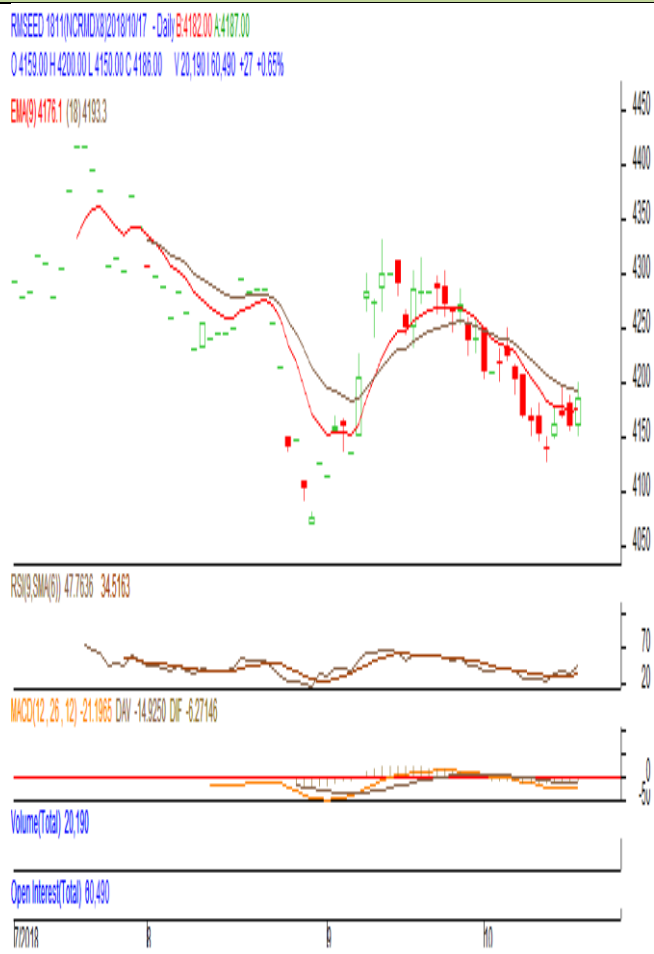 RMSEED 1811(NCRMDX8)2018/10/17 - Daily B:4182.00 A:4187.00
O 4159.00 H 4200.00 L 4150.00 C 4186.00 V 20,190 I 60,490 +27 +0.65%
EMA(9) 4176.1 (18) 4193.3
4450
4400
4350
4300
4250
4200
4150
4100
4050
RSI(9,SMA(6)) 47.7636 34.5163
70
20
MACD(12, 26, 12) -21.1965 DAV -14.9250 DIF -6.27146
0
-50
Volume(Total) 20,190
Open Interest(Total) 60,490
7/2018 8 9 10